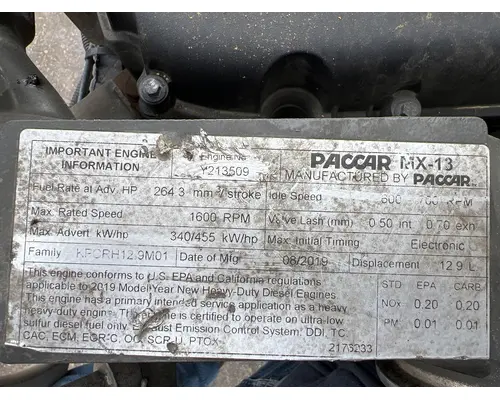 IMPORTANT ENGINE INFORMATION
Engine No. Y213509
PACCAR MX-13
MANUFACTURED BY PACCAR
Fuel Rate at Adv. HP 264.3 mm³/stroke Idle Speed 600 700 RPM
Max. Rated Speed 1600 RPM Valve Lash (mm) 0.50 int 0.70 exh
Max. Advert kW/hp 340/455 kW/hp Max. Initial Timing Electronic
Family KPCRH12.9M01 Date of Mfg 08/2019 Displacement 12.9 L
This engine conforms to U.S. EPA and California regulations
applicable to 2019 Model Year New Heavy-Duty Diesel Engines
This engine has a primary intended service application as a heavy
heavy-duty engine. This engine is certified to operate on ultra-low
sulfur diesel fuel only. Exhaust Emission Control System: DDI, TC,
CAC, ECM, EGR-C, OC, SCR-U, PTOX
2175233
STD EPA CARB
NOx 0.20 0.20
PM 0.01 0.01